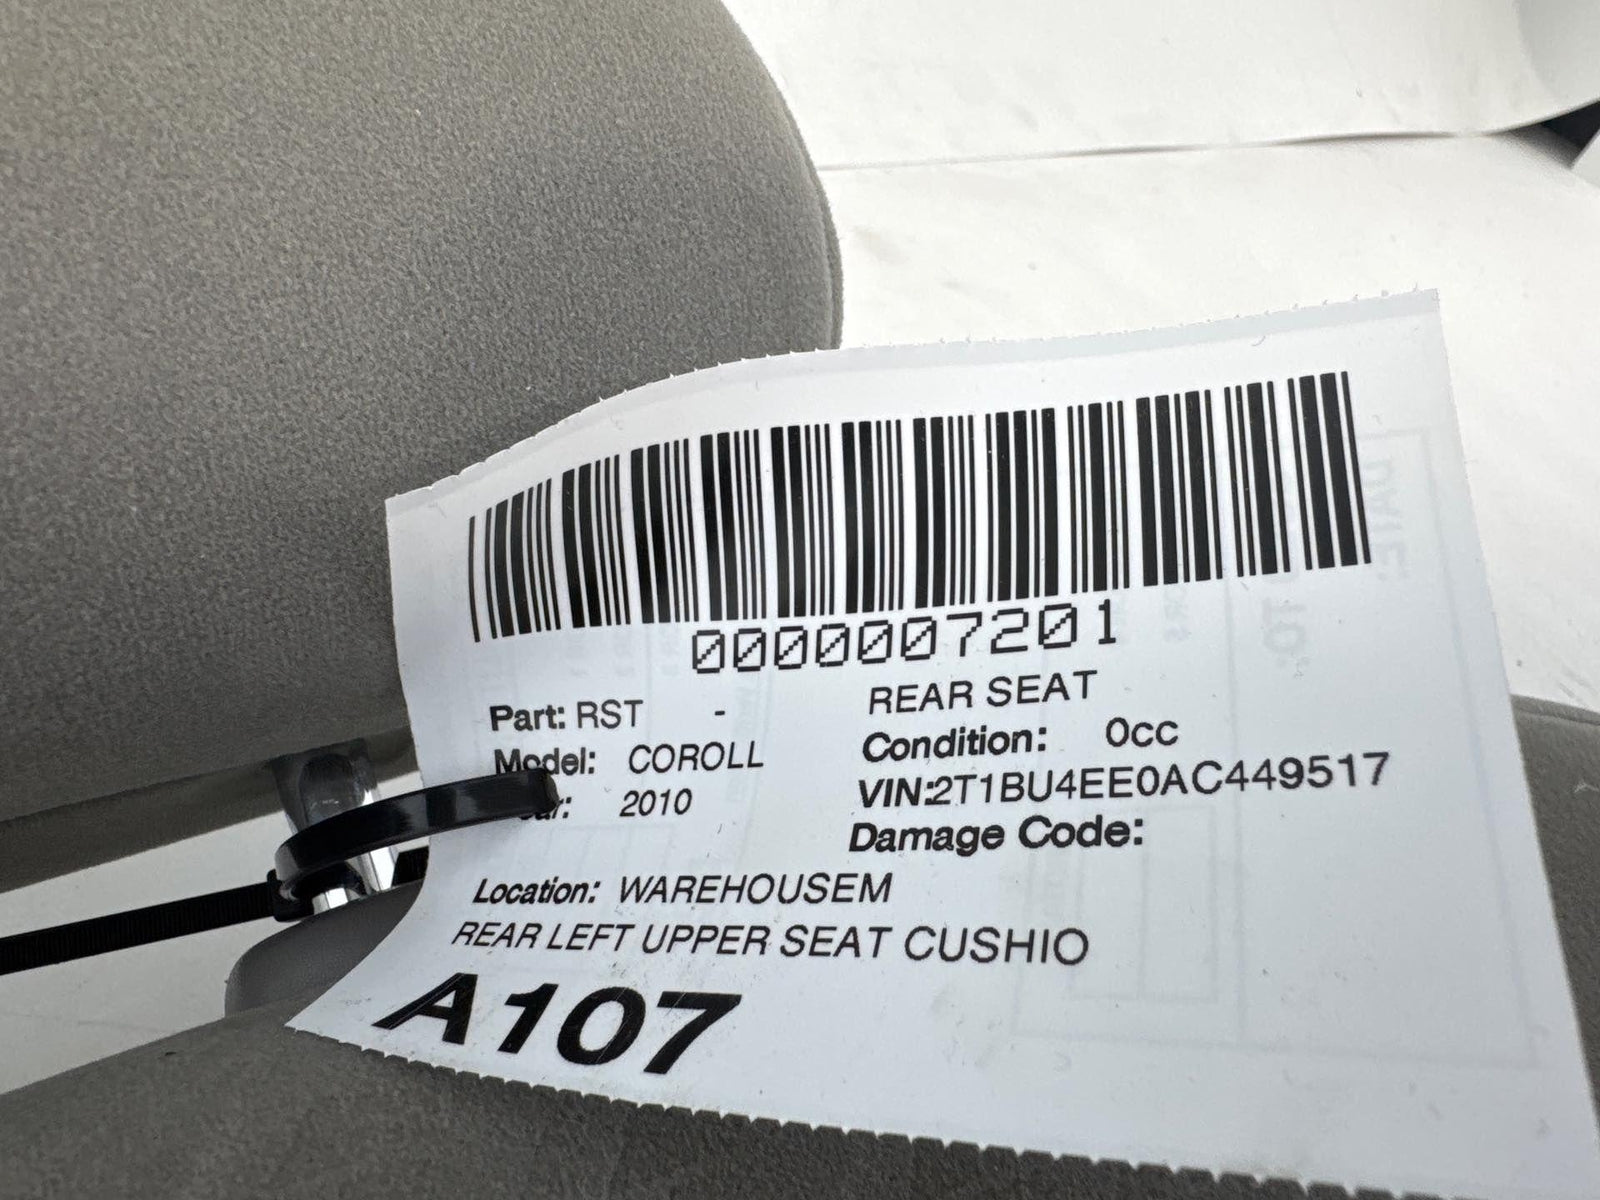 0000007201
Part: RST - REAR SEAT
Model: COROLL Condition: 0cc
2010 VIN:2T1BU4EE0AC449517
Damage Code:
Location: WAREHOUSEM
REAR LEFT UPPER SEAT CUSHIO
A107